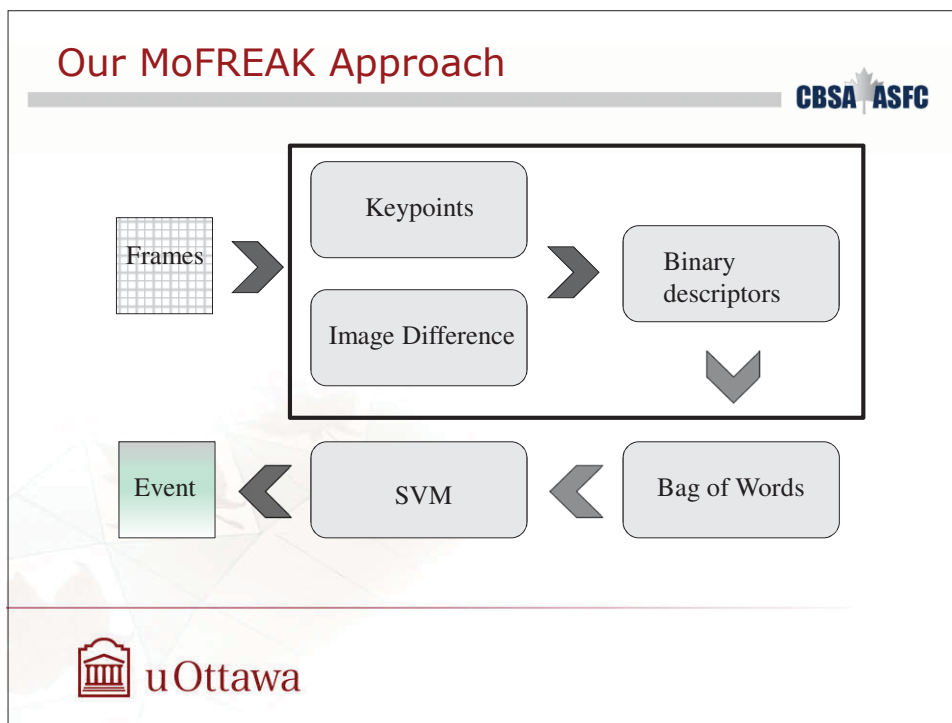 Our MoFREAK Approach
CBSA ASFC
Frames
Keypoints
Image Difference
Binary
descriptors
Event
SVM
Bag of Words
uOttawa